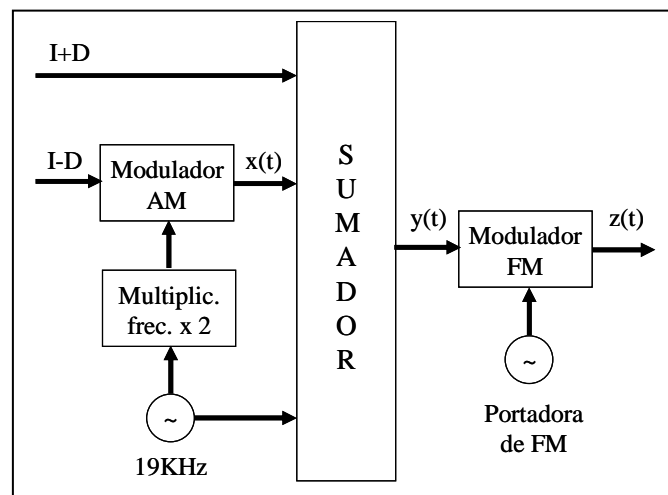 I+D
I-D
Modulador
AM
x(t)
Multiplic.
frec. x 2
~
19KHz
S
U
M
A
D
O
R
y(t)
Modulador
FM
z(t)
~
Portadora
de FM